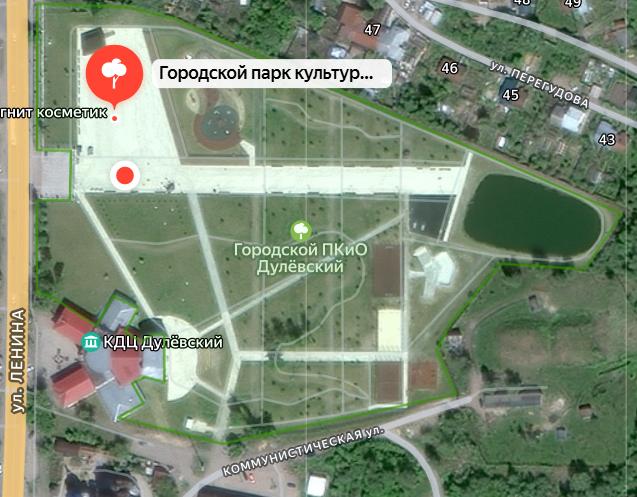 48
49
47
Городской парк культур...
46
ул. ПЕРЕГУДОВА
45
гнит косметик
43
Городской ПКиО
Дулёвский
КДЦ Дулёвский
ул. ЛЕНИНА
КОММУНИСТИЧЕСКАЯ ул.